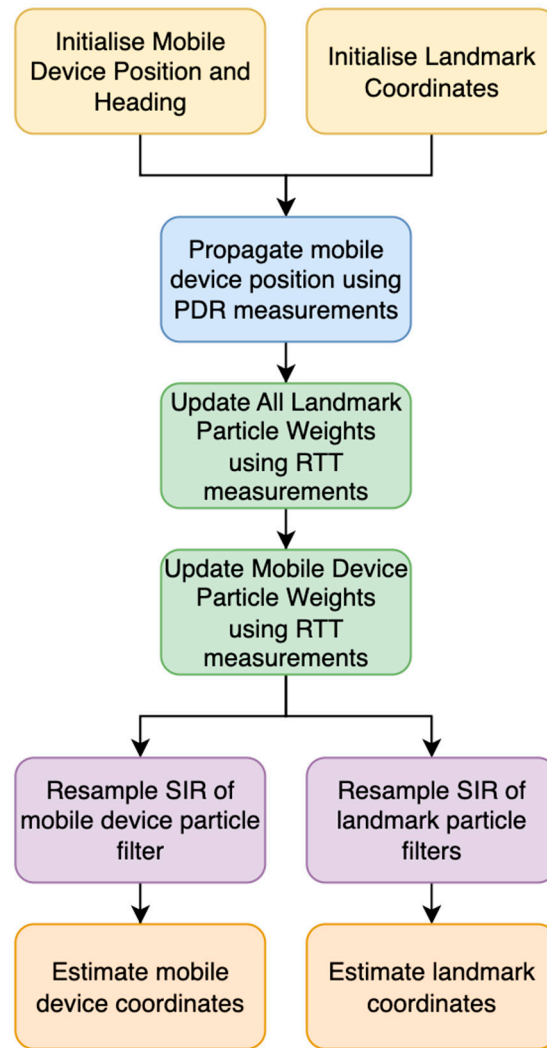 Initialise Mobile
Device Position and
Heading
Initialise Landmark
Coordinates
Propagate mobile
device position using
PDR measurements
Update All Landmark
Particle Weights
using RTT
measurements
Update Mobile Device
Particle Weights
using RTT
measurements
Resample SIR of
mobile device particle
filter
Resample SIR of
landmark particle
filters
Estimate mobile
device coordinates
Estimate landmark
coordinates